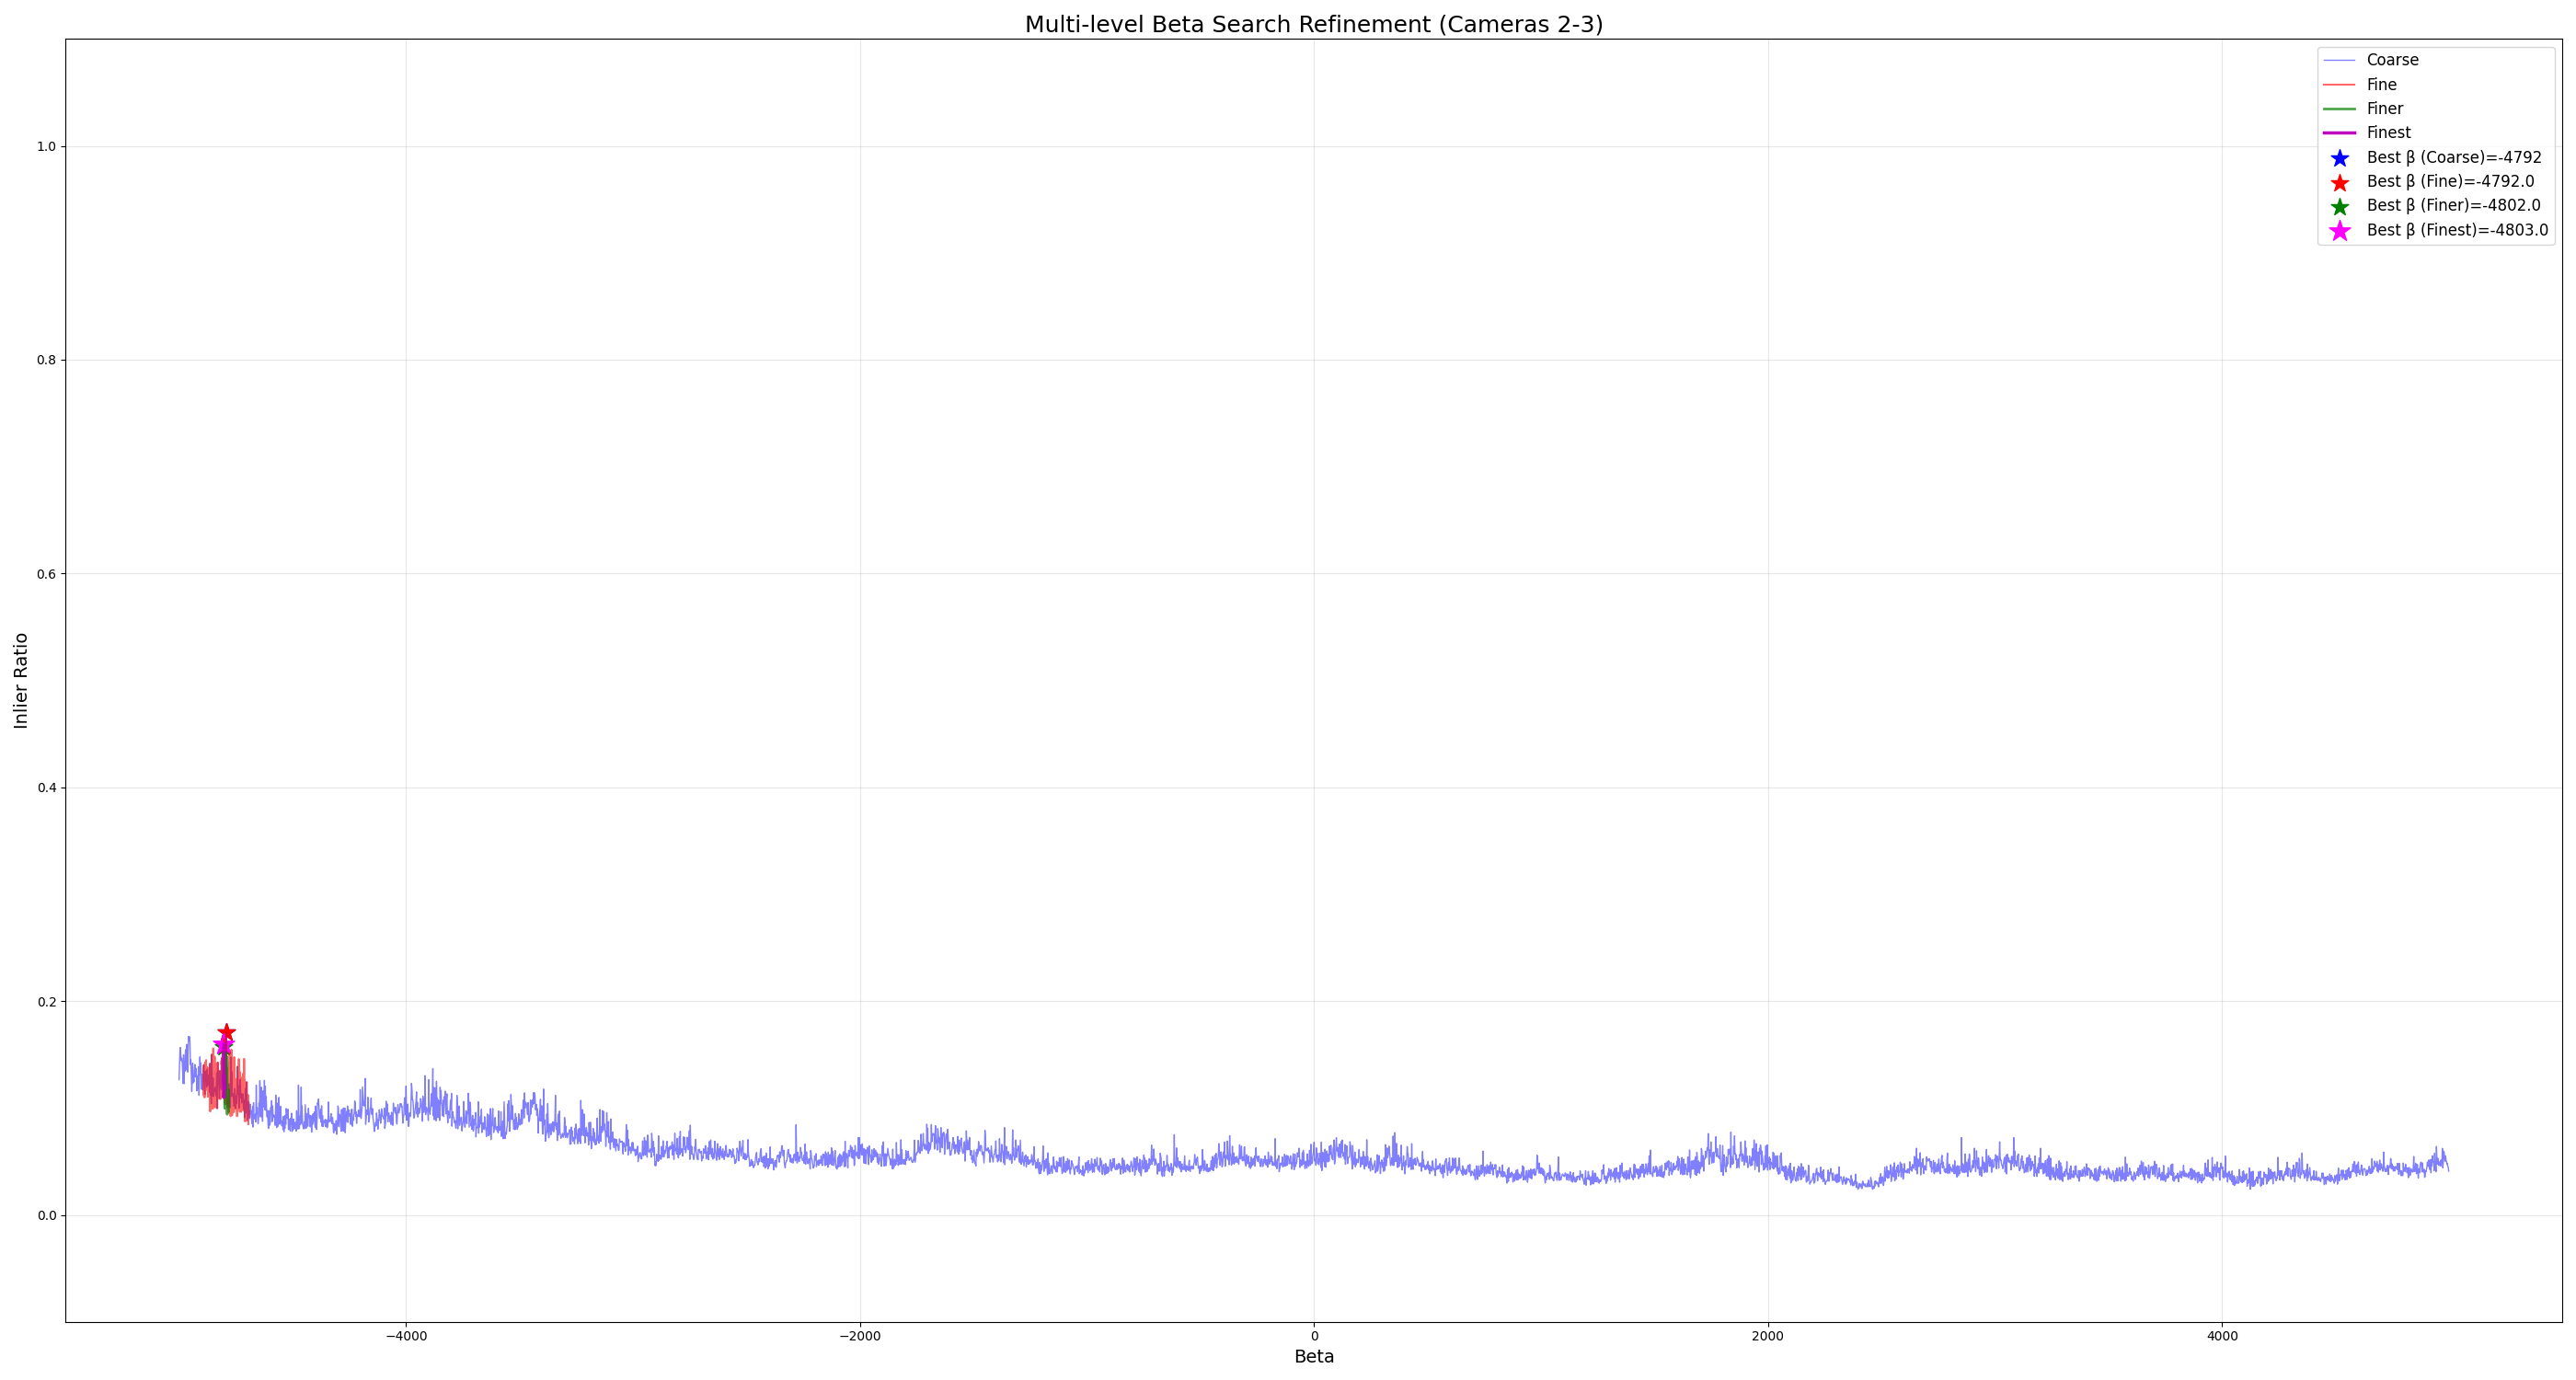 Multi-level Beta Search Refinement (Cameras 2-3)
Coarse
Fine
Finer
Finest
Best β (Coarse)=-4792
Best β (Fine)=-4792.0
Best β (Finer)=-4802.0
Best β (Finest)=-4803.0
Inlier Ratio
1.0
0.8
0.6
0.4
0.2
0.0
−4000
−2000
0
2000
4000
Beta